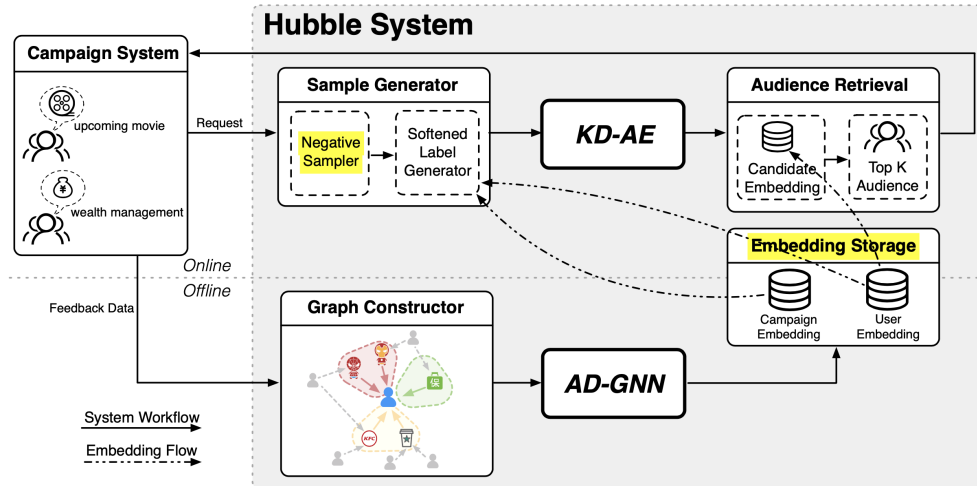 Hubble System
Campaign System
upcoming movie
wealth management
Request
Sample Generator
Negative
Sampler
Softened
Label
Generator
KD-AE
Audience Retrieval
Candidate
Embedding
Top K
Audience
Embedding Storage
Campaign
Embedding
User
Embedding
Online
Offline
Feedback Data
Graph Constructor
保
KFC
AD-GNN
System Workflow
Embedding Flow